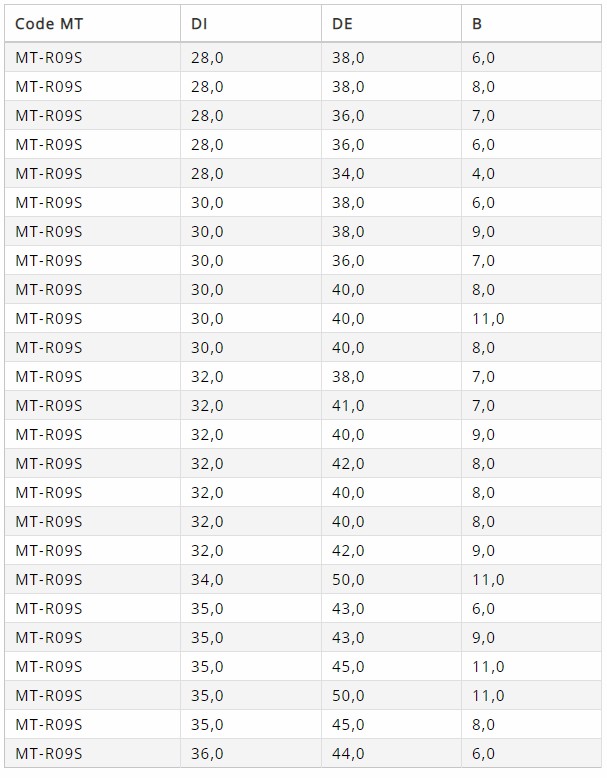 Code MT DI DE B
MT-R09S 28,0 38,0 6,0
MT-R09S 28,0 38,0 8,0
MT-R09S 28,0 36,0 7,0
MT-R09S 28,0 36,0 6,0
MT-R09S 28,0 34,0 4,0
MT-R09S 30,0 38,0 6,0
MT-R09S 30,0 38,0 9,0
MT-R09S 30,0 36,0 7,0
MT-R09S 30,0 40,0 8,0
MT-R09S 30,0 40,0 11,0
MT-R09S 30,0 40,0 8,0
MT-R09S 32,0 38,0 7,0
MT-R09S 32,0 41,0 7,0
MT-R09S 32,0 40,0 9,0
MT-R09S 32,0 42,0 8,0
MT-R09S 32,0 40,0 8,0
MT-R09S 32,0 40,0 8,0
MT-R09S 32,0 42,0 9,0
MT-R09S 34,0 50,0 11,0
MT-R09S 35,0 43,0 6,0
MT-R09S 35,0 43,0 9,0
MT-R09S 35,0 45,0 11,0
MT-R09S 35,0 50,0 11,0
MT-R09S 35,0 45,0 8,0
MT-R09S 36,0 44,0 6,0